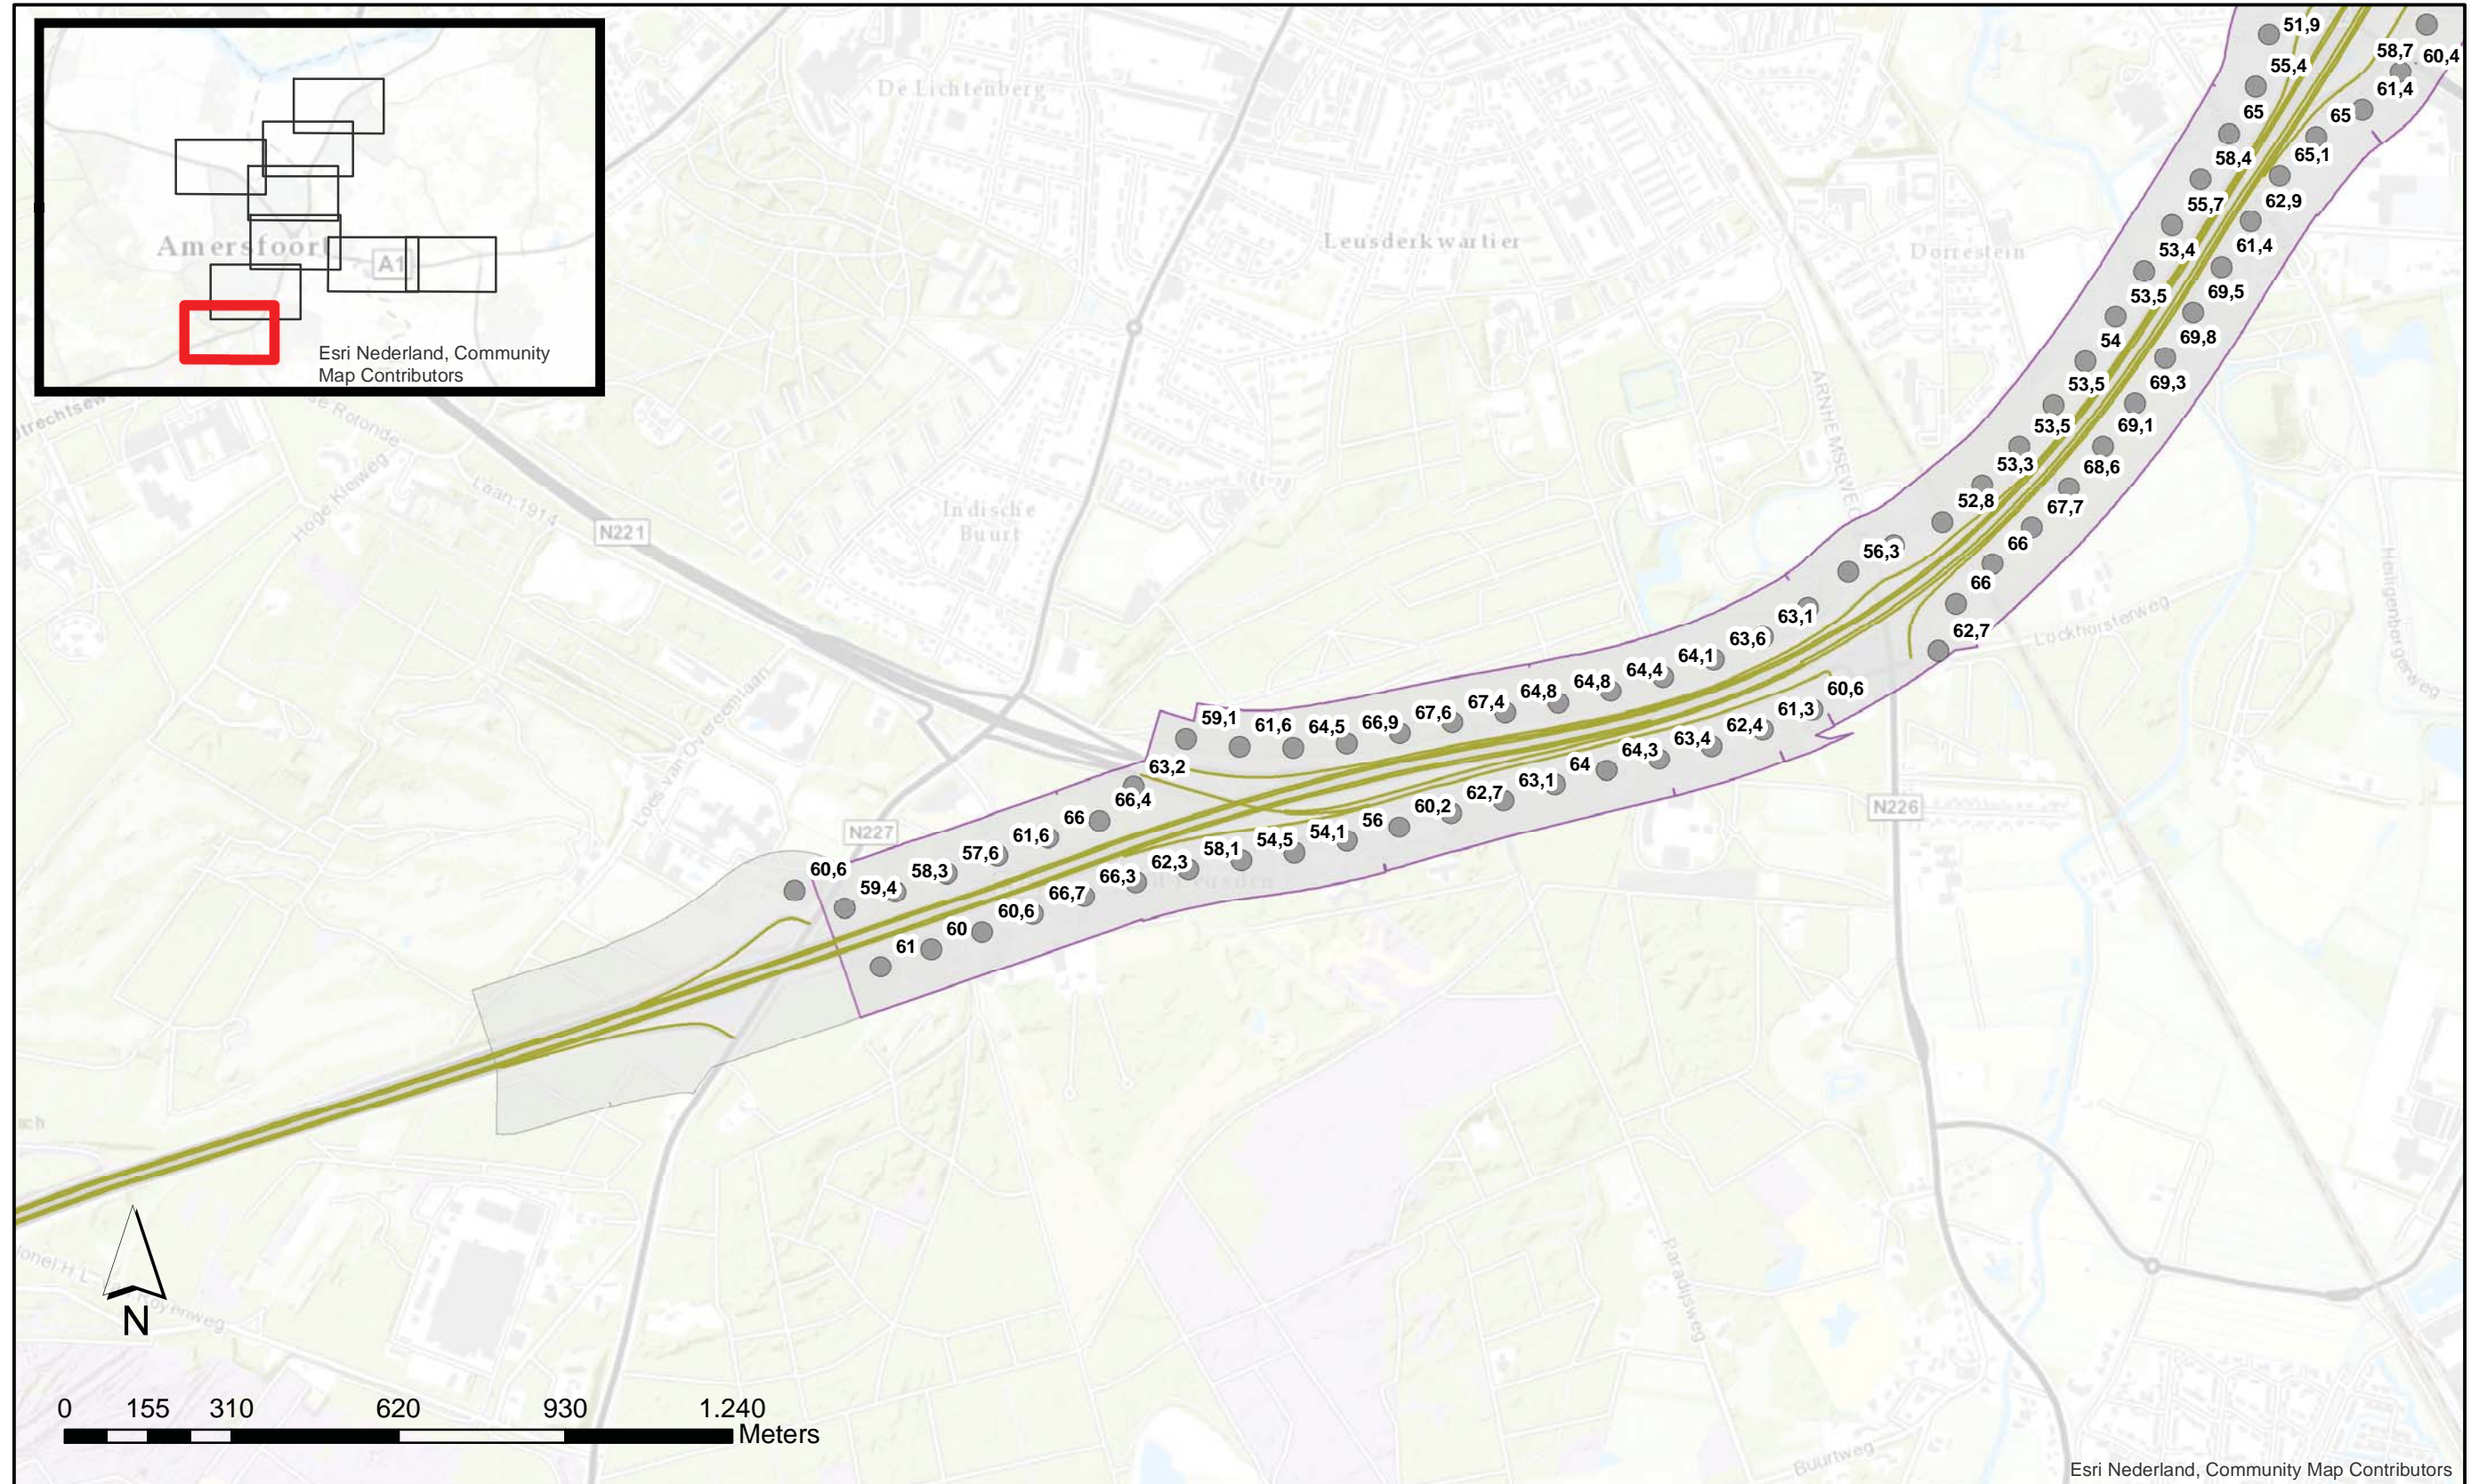 Amersfoort
A1
Esri Nederland, Community
Map Contributors
De Lichtenberg
Leusderkwartier
Dorrestein
Indische
Buurt
ARNHEMSEWEG
Hoge Kleiweg
Laan 1914
N221
N227
N226
Lockhorsterweg
Heiligenbergerweg
Paradijsweg
Buurtweg
51,9
58,7
60,4
55,4
61,4
65
65
58,4
65,1
55,7
62,9
53,4
61,4
53,5
69,5
54
69,8
53,5
69,3
53,5
69,1
53,3
68,6
52,8
67,7
56,3
66
66
63,1
62,7
63,6
64,1
64,4
64,8
64,8
67,4
67,6
66,9
64,5
61,6
59,1
60,6
61,3
62,4
63,4
64,3
64
63,1
62,7
60,2
56
54,1
54,5
58,1
62,3
66,3
66,7
60,6
60
61
63,2
66,4
66
61,6
57,6
58,3
59,4
60,6
N
0 155 310 620 930 1.240
Meters
Esri Nederland, Community Map Contributors